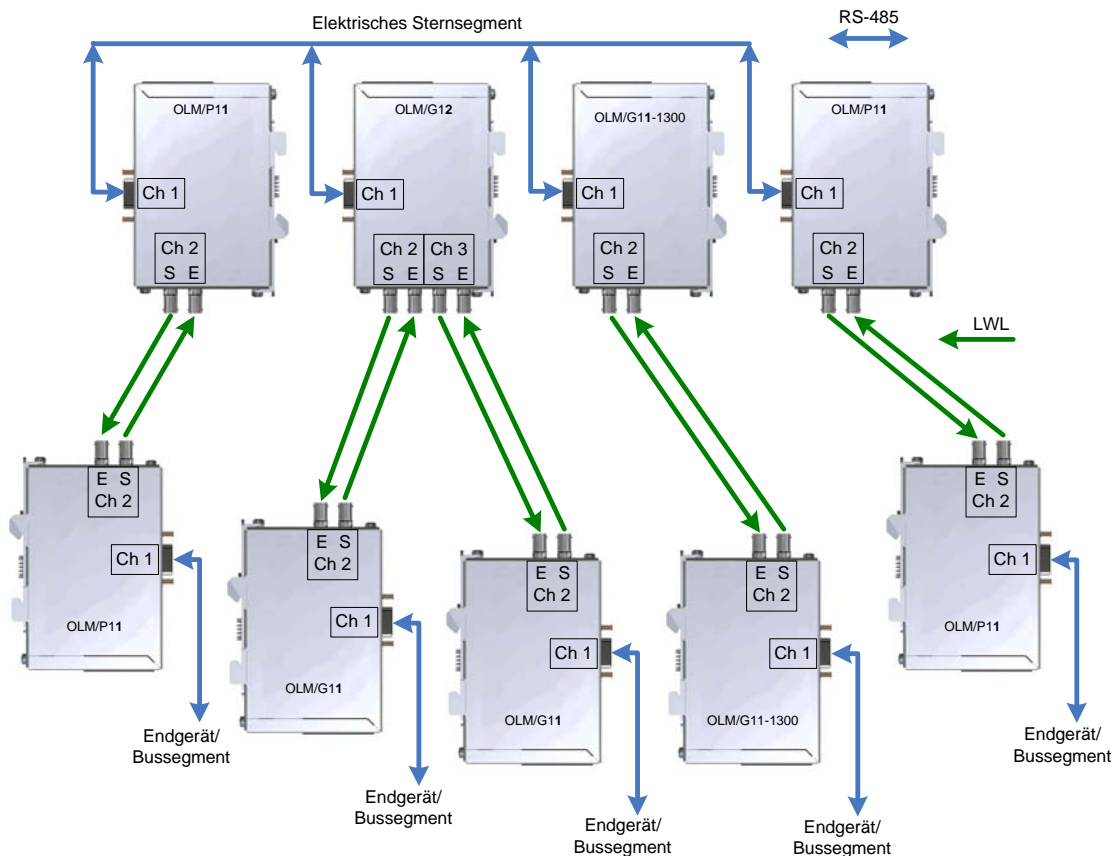 Elektrisches Sternsegment
RS-485
OLM/P11
OLM/G12
OLM/G11-1300
OLM/P11
Ch 1
Ch 1
Ch 1
Ch 1
Ch 2
S E
Ch 2 Ch 3
S E S E
Ch 2
S E
Ch 2
S E
LWL
E S
Ch 2
Ch 1
OLM/P11
Endgerät/
Bussegment
E S
Ch 2
Ch 1
OLM/G11
Endgerät/
Bussegment
E S
Ch 2
Ch 1
OLM/G11
Endgerät/
Bussegment
E S
Ch 2
Ch 1
OLM/G11-1300
Endgerät/
Bussegment
E S
Ch 2
Ch 1
OLM/P11
Endgerät/
Bussegment